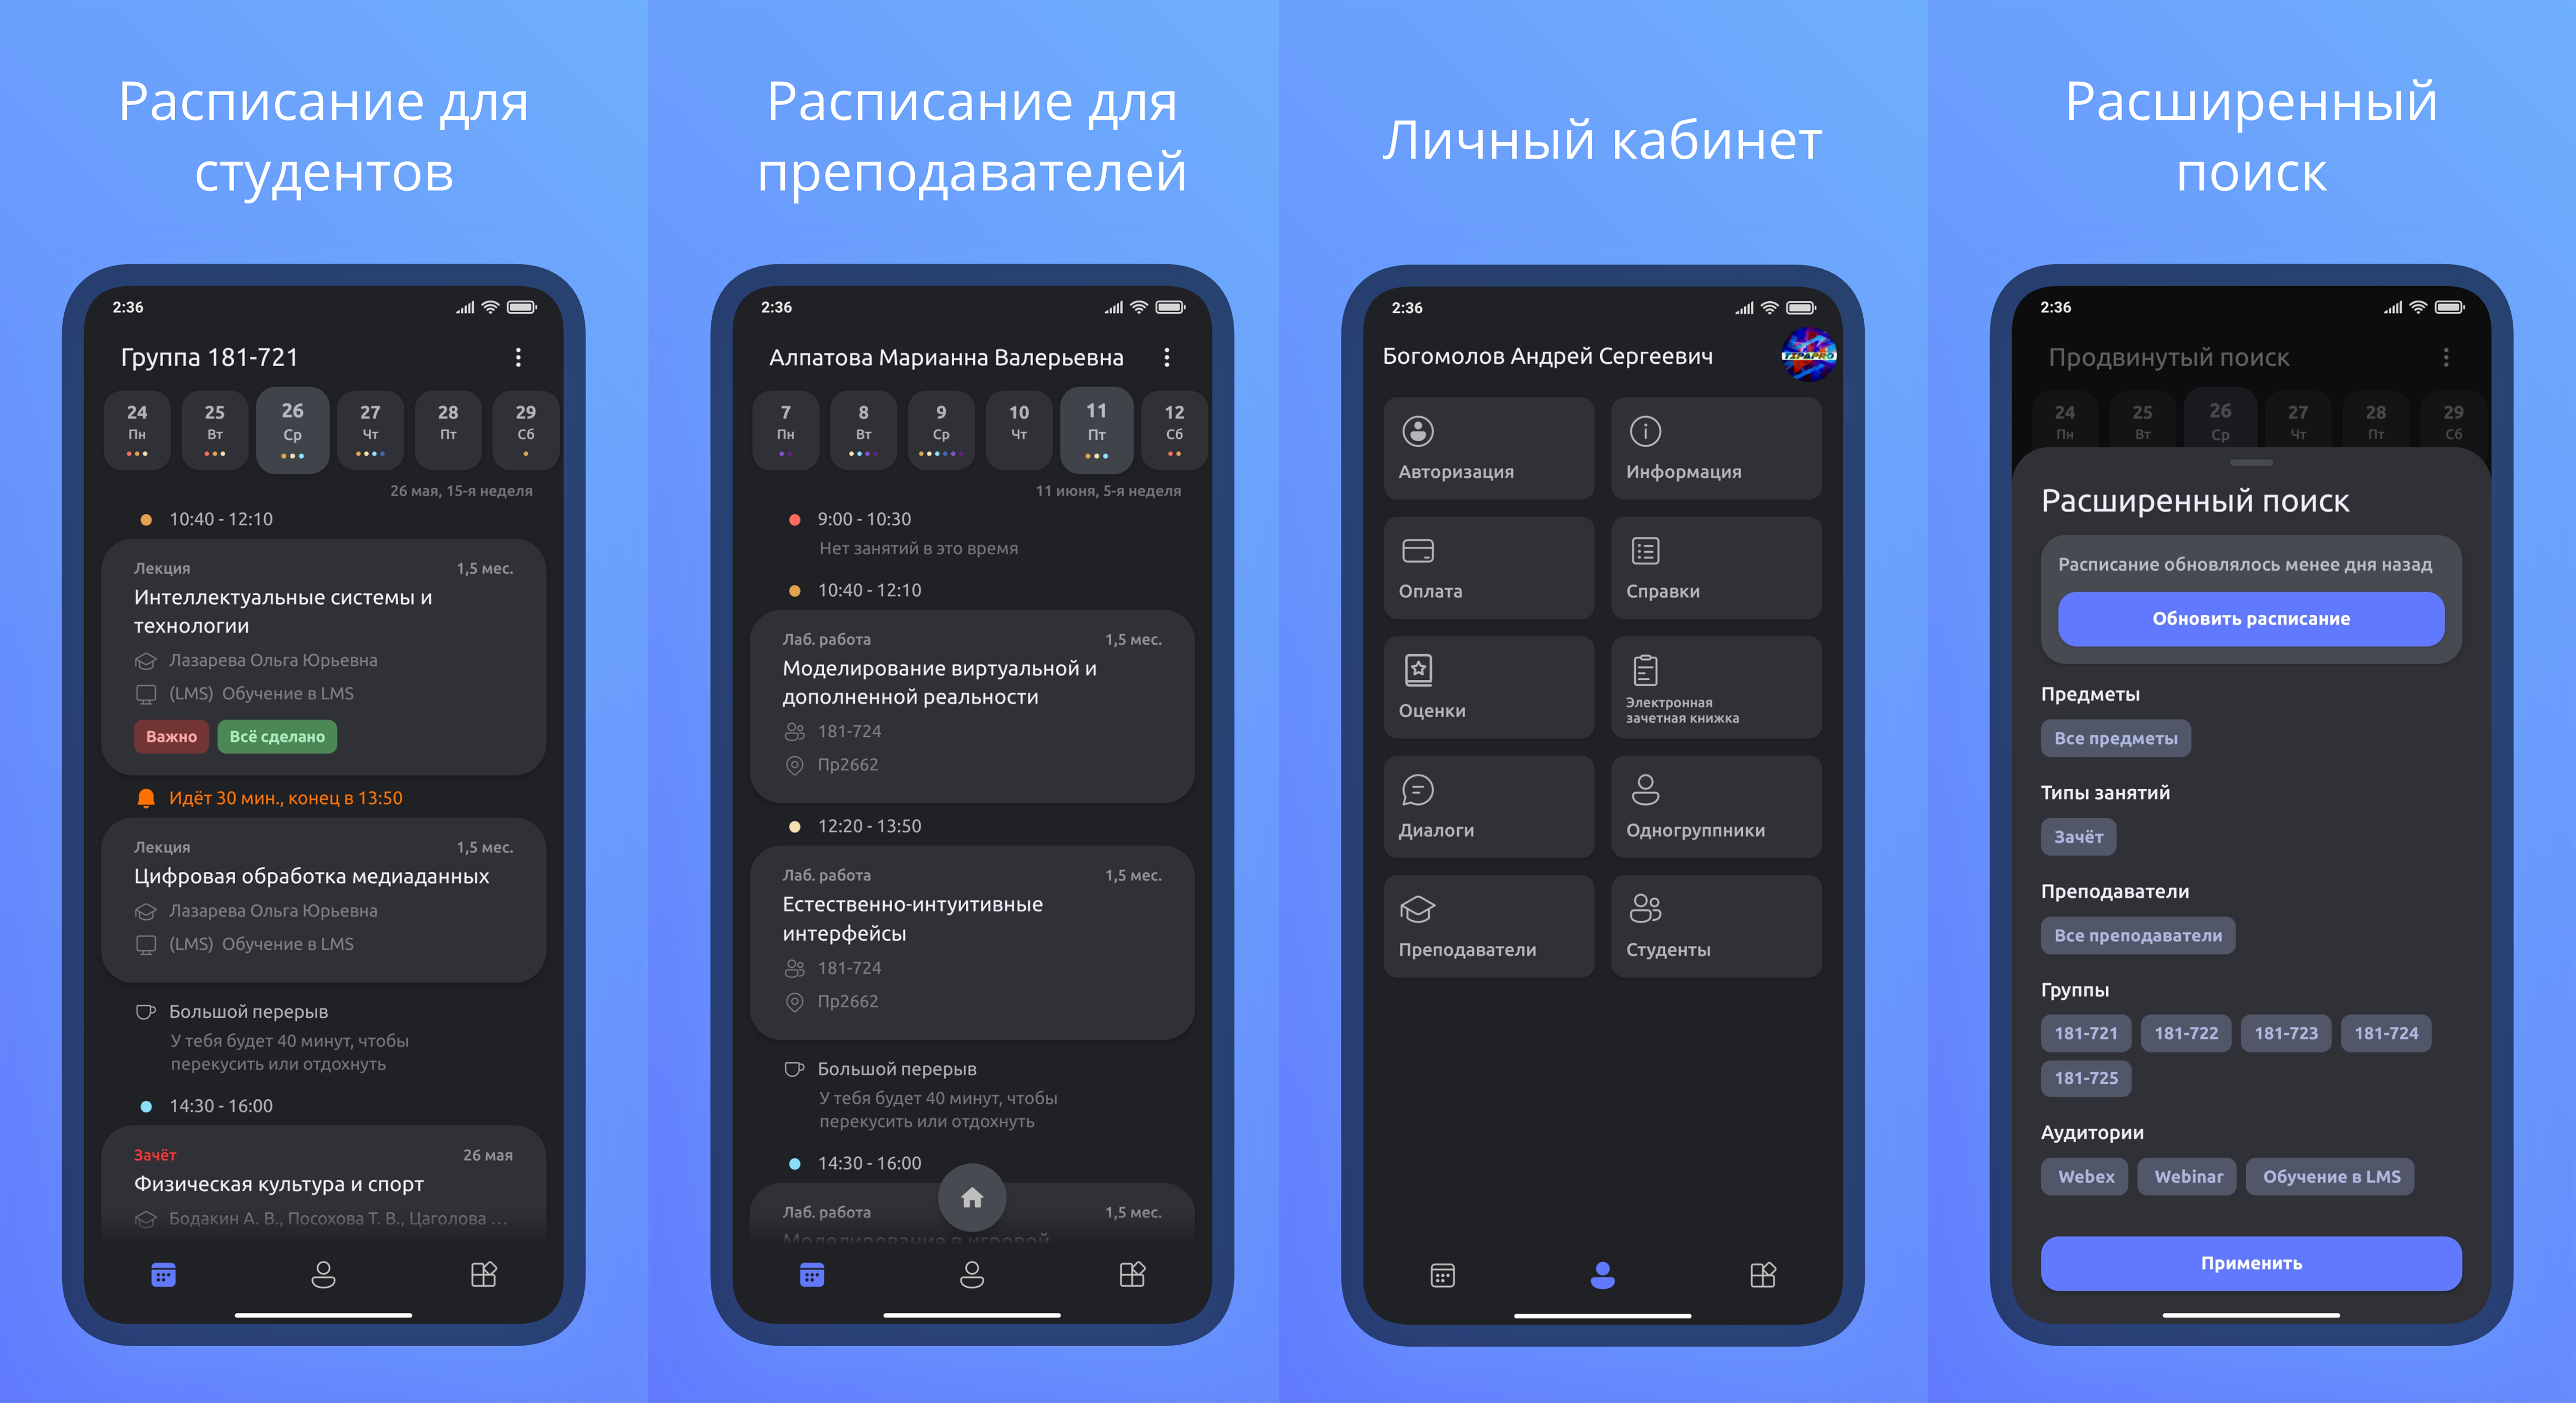 Расписание для
студентов
2:36
Группа 181-721
24 25 26 27 28 29
Пн Вт Ср Чт Пт Сб
26 мая, 15-я неделя
10:40 - 12:10
Лекция 1,5 мес.
Интеллектуальные системы и
технологии
Лазарева Ольга Юрьевна
(LMS) Обучение в LMS
Важно Всё сделано
Идёт 30 мин., конец в 13:50
Лекция 1,5 мес.
Цифровая обработка медиаданных
Лазарева Ольга Юрьевна
(LMS) Обучение в LMS
Большой перерыв
У тебя будет 40 минут, чтобы
перекусить или отдохнуть
14:30 - 16:00
Зачёт 26 мая
Физическая культура и спорт
Бодакин А. В., Посохова Т. В., Цаголова ...
Расписание для
преподавателей
2:36
Алпатова Марианна Валерьевна
7 8 9 10 11 12
Пн Вт Ср Чт Пт Сб
11 июня, 5-я неделя
9:00 - 10:30
Нет занятий в это время
10:40 - 12:10
Лаб. работа 1,5 мес.
Моделирование виртуальной и
дополненной реальности
181-724
Пр2662
12:20 - 13:50
Лаб. работа 1,5 мес.
Естественно-интуитивные
интерфейсы
181-724
Пр2662
Большой перерыв
У тебя будет 40 минут, чтобы
перекусить или отдохнуть
14:30 - 16:00
Лаб. работа 1,5 мес.
Моделирование в игровой
Личный кабинет
2:36
Богомолов Андрей Сергеевич
TIPAPRO
Авторизация Информация
Оплата Справки
Оценки Электронная
зачетная книжка
Диалоги Одногруппники
Преподаватели Студенты
Расширенный
поиск
2:36
Продвинутый поиск
24 25 26 27 28 29
Пн Вт Ср Чт Пт Сб
Расширенный поиск
Расписание обновлялось менее дня назад
Обновить расписание
Предметы
Все предметы
Типы занятий
Зачёт
Преподаватели
Все преподаватели
Группы
181-721 181-722 181-723 181-724
181-725
Аудитории
Webex Webinar Обучение в LMS
Применить